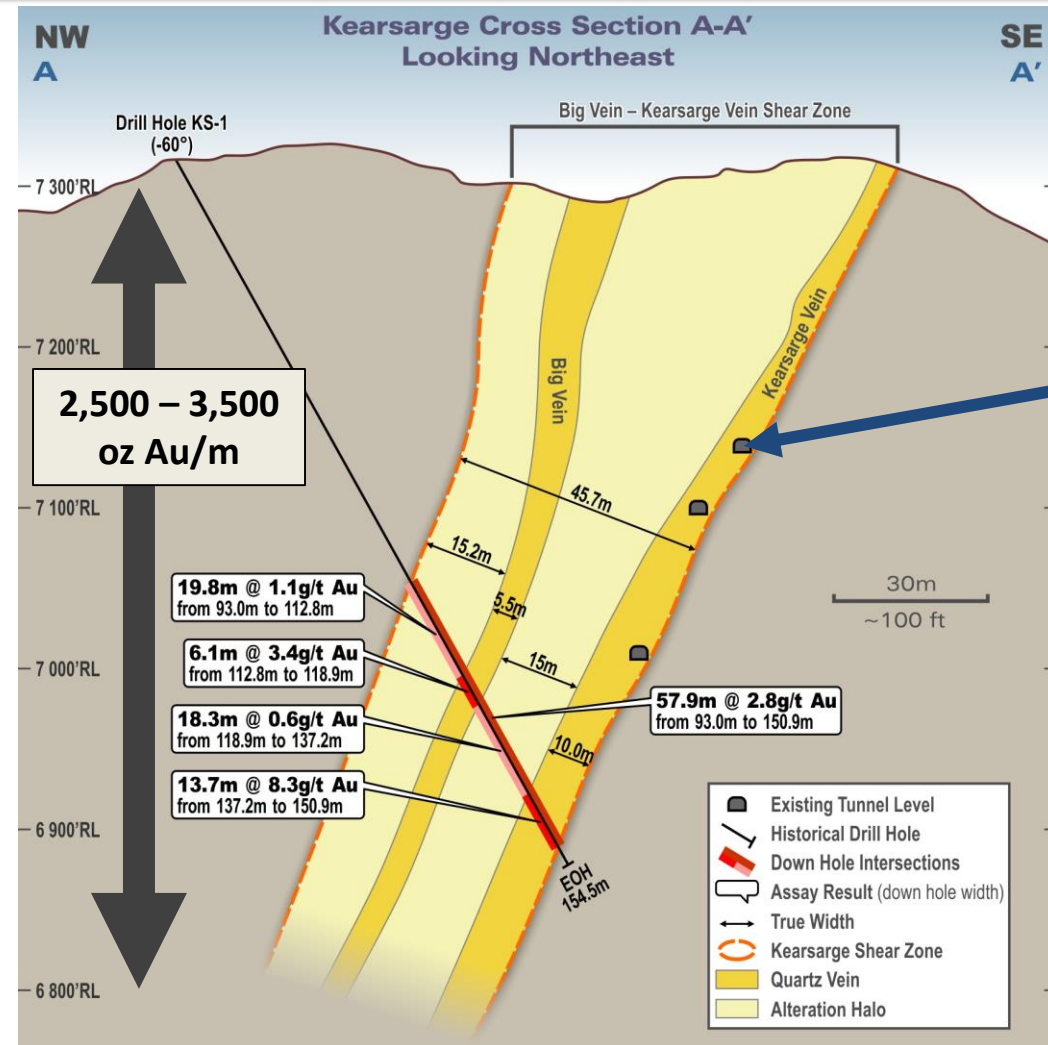 Kearsarge Cross Section A-A’
Looking Northeast
NW
A
SE
A’
Drill Hole KS-1
(-60°)
Big Vein – Kearsarge Vein Shear Zone
7 300’RL
7 200’RL
2,500 – 3,500
oz Au/m
Big Vein
Kearsarge Vein
7 100’RL
45.7m
15.2m
5.5m
15m
10.0m
30m
~100 ft
19.8m @ 1.1g/t Au
from 93.0m to 112.8m
6.1m @ 3.4g/t Au
from 112.8m to 118.9m
7 000’RL
18.3m @ 0.6g/t Au
from 118.9m to 137.2m
57.9m @ 2.8g/t Au
from 93.0m to 150.9m
13.7m @ 8.3g/t Au
from 137.2m to 150.9m
6 900’RL
EOH
154.5m
6 800’RL
Existing Tunnel Level
Historical Drill Hole
Down Hole Intersections
Assay Result (down hole width)
True Width
Kearsarge Shear Zone
Quartz Vein
Alteration Halo